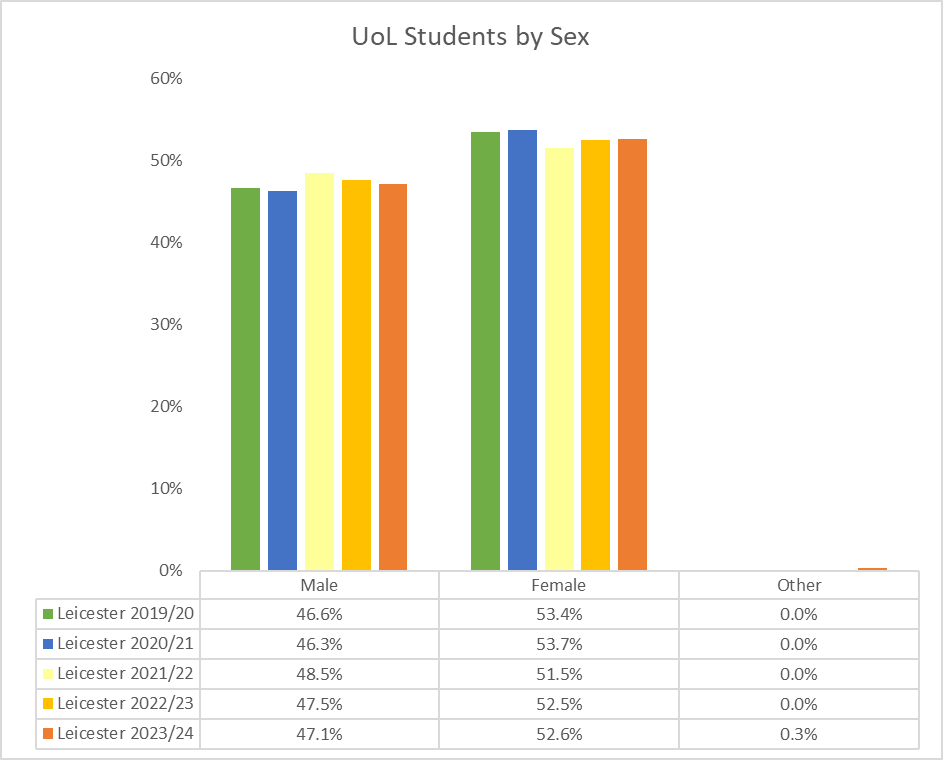 UoL Students by Sex
60%
50%
40%
30%
20%
10%
0%
Male Female Other
Leicester 2019/20 46.6% 53.4% 0.0%
Leicester 2020/21 46.3% 53.7% 0.0%
Leicester 2021/22 48.5% 51.5% 0.0%
Leicester 2022/23 47.5% 52.5% 0.0%
Leicester 2023/24 47.1% 52.6% 0.3%